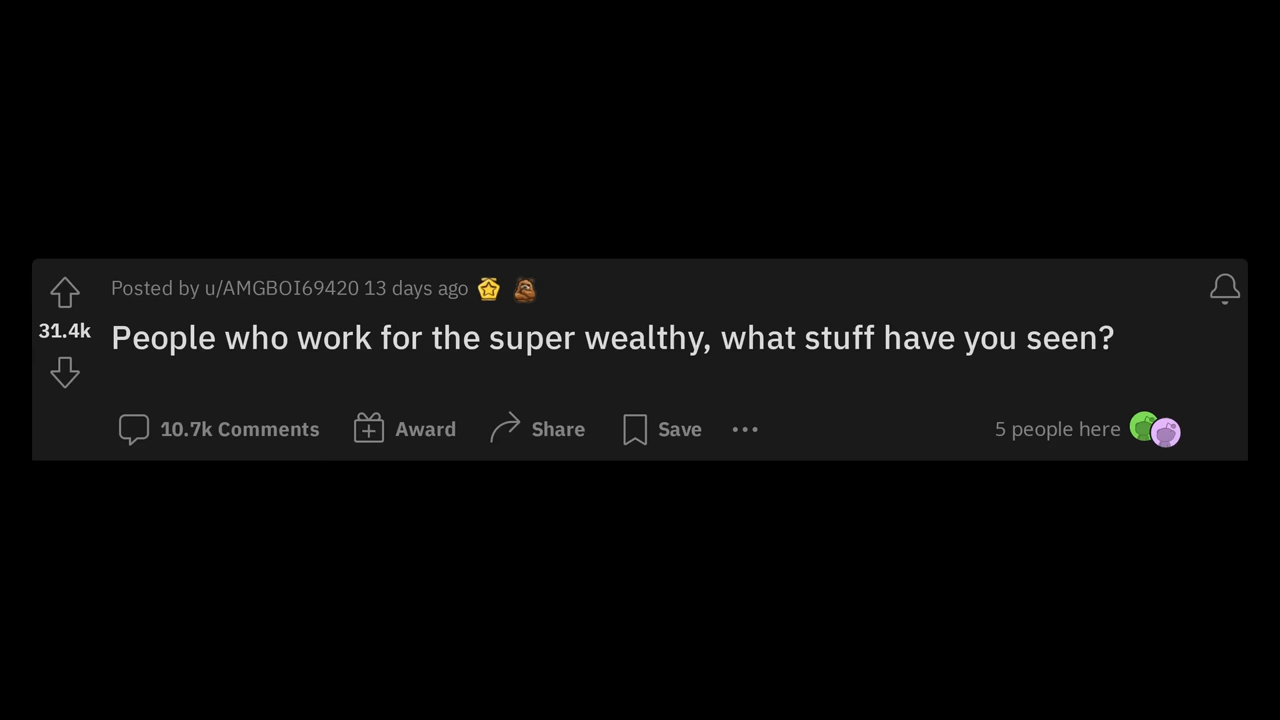 Posted by u/AMGBOI69420 13 days ago
31.4k
People who work for the super wealthy, what stuff have you seen?
10.7k Comments Award Share Save ••• 5 people here